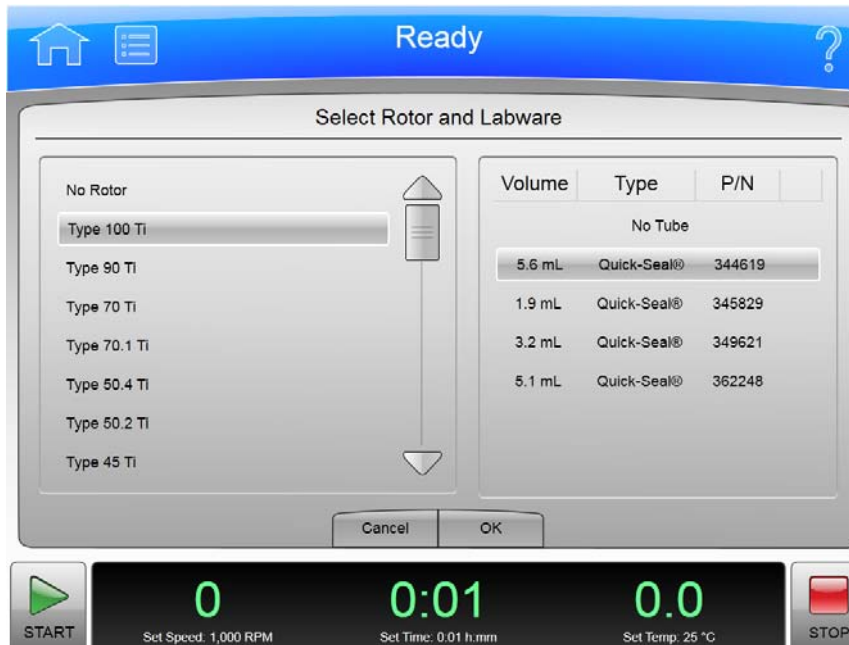 Ready
?
Select Rotor and Labware
No Rotor
Type 100 Ti
Type 90 Ti
Type 70 Ti
Type 70.1 Ti
Type 50.4 Ti
Type 50.2 Ti
Type 45 Ti
Volume Type P/N
No Tube
5.6 mL Quick-Seal® 344619
1.9 mL Quick-Seal® 345829
3.2 mL Quick-Seal® 349621
5.1 mL Quick-Seal® 362248
Cancel OK
START
0
Set Speed: 1,000 RPM
0:01
Set Time: 0:01 h:mm
0.0
Set Temp: 25 °C
STOP